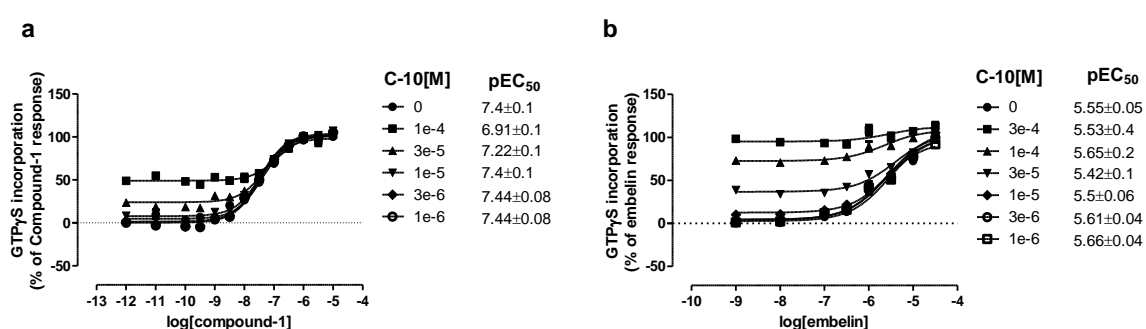 a
GTPγS incorporation
(% of Compound-1 response)
150
100
50
0
-50
-13 -12 -11 -10 -9 -8 -7 -6 -5 -4
log[compound-1]
C-10[M] pEC50
0 7.4±0.1
1e-4 6.91±0.1
3e-5 7.22±0.1
1e-5 7.4±0.1
3e-6 7.44±0.08
1e-6 7.44±0.08
b
GTPγS incorporation
(% of embelin response)
150
100
50
0
-50
-10 -9 -8 -7 -6 -5 -4
log[embelin]
C-10[M] pEC50
0 5.55±0.05
3e-4 5.53±0.4
1e-4 5.65±0.2
3e-5 5.42±0.1
1e-5 5.5±0.06
3e-6 5.61±0.04
1e-6 5.66±0.04